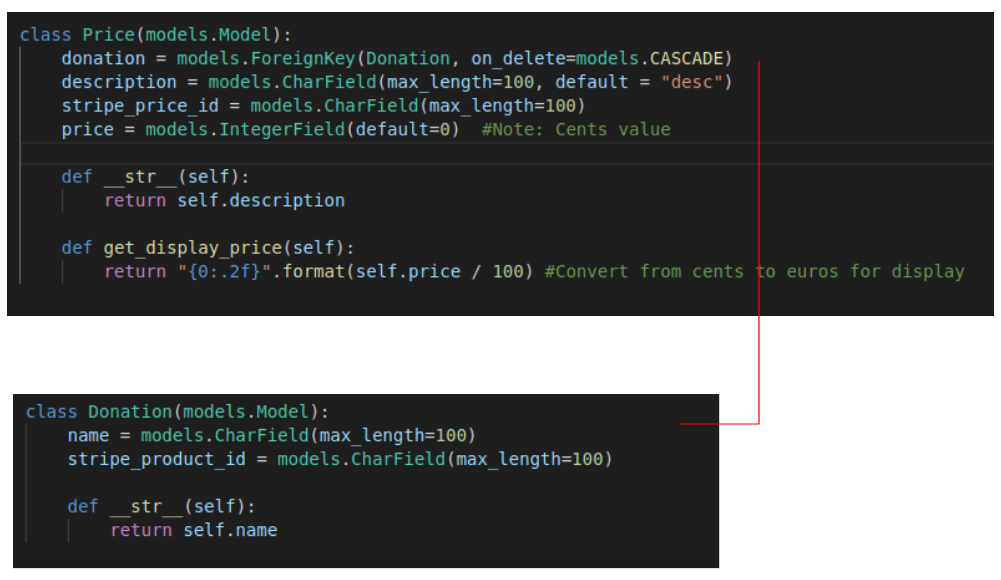 class Price(models.Model):
donation = models.ForeignKey(Donation, on_delete=models.CASCADE)
description = models.CharField(max_length=100, default = "desc")
stripe_price_id = models.CharField(max_length=100)
price = models.IntegerField(default=0)  #Note: Cents value
def __str__(self):
return self.description
def get_display_price(self):
return "{0:.2f}".format(self.price / 100) #Convert from cents to euros for display
class Donation(models.Model):
name = models.CharField(max_length=100)
stripe_product_id = models.CharField(max_length=100)
def __str__(self):
return self.name